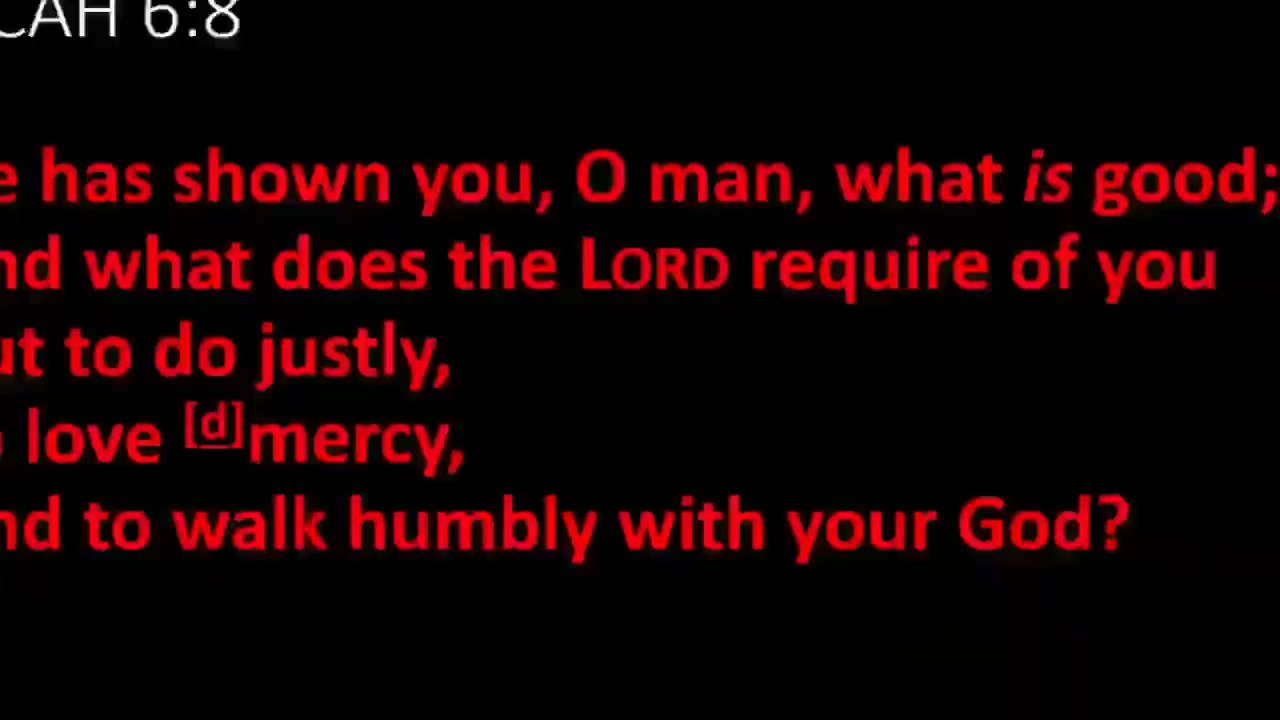 CAH 6:8
e has shown you, O man, what is good;
nd what does the LORD require of you
ut to do justly,
o love [d]mercy,
nd to walk humbly with your God?